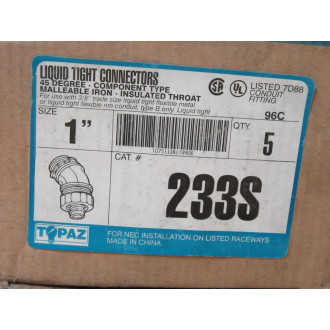 LIQUID TIGHT CONNECTORS
45 DEGREE - COMPONENT TYPE
MALLEABLE IRON - INSULATED THROAT
For use with 3/8" trade size liquid tight flexible metal
or liquid tight flexible nm conduit, type B only. Liquid tight
SA
UL
LISTED 7D88
CONDUIT
FITTING
96C
SIZE
1"
QTY.
5
CAT. #
233S
TOPAZ
FOR NEC INSTALLATION ON LISTED RACEWAYS
MADE IN CHINA